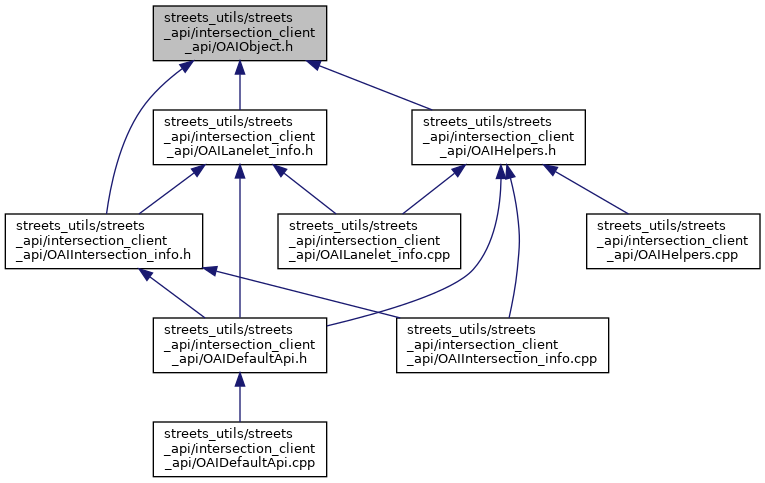 streets_utils/streets
_api/intersection_client
_api/OAIObject.h
streets_utils/streets
_api/intersection_client
_api/OAILanelet_info.h
streets_utils/streets
_api/intersection_client
_api/OAIHelpers.h
streets_utils/streets
_api/intersection_client
_api/OAIIntersection_info.h
streets_utils/streets
_api/intersection_client
_api/OAILanelet_info.cpp
streets_utils/streets
_api/intersection_client
_api/OAIHelpers.cpp
streets_utils/streets
_api/intersection_client
_api/OAIDefaultApi.h
streets_utils/streets
_api/intersection_client
_api/OAIIntersection_info.cpp
streets_utils/streets
_api/intersection_client
_api/OAIDefaultApi.cpp